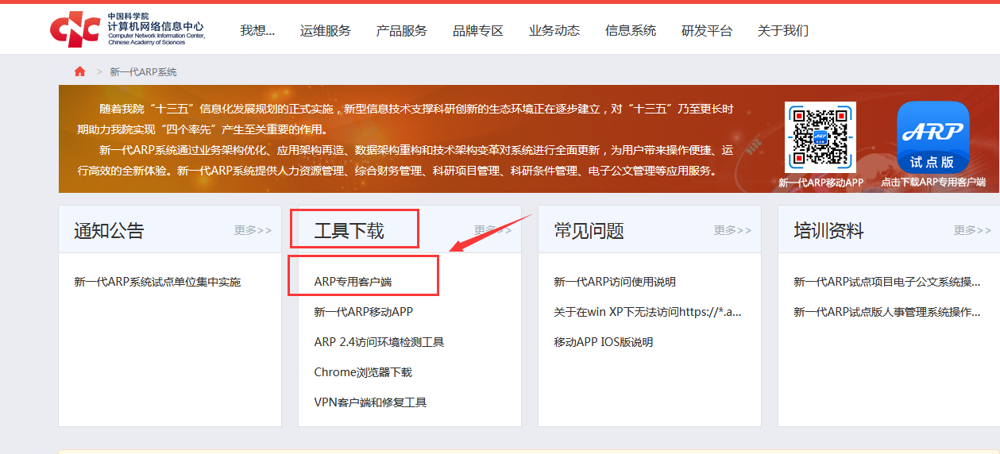 中国科学院
计算机网络信息中心
Computer Network Information Center,
Chinese Academy of Sciences
我想... 运维服务 产品服务 品牌专区 业务动态 信息系统 研发平台 关于我们
> 新一代ARP系统
随着我院“十三五”信息化发展规划的正式实施，新型信息技术支撑科研创新的生态环境正在逐步建立，对“十三五”乃至更长时
期助力我院实现“四个率先”产生至关重要的作用。
新一代ARP系统通过业务架构优化、应用架构再造、数据架构重构和技术架构变革对系统进行全面更新，为用户带来操作便捷、运
行高效的全新体验。新一代ARP系统提供人力资源管理、综合财务管理、科研项目管理、科研条件管理、电子公文管理等应用服务。
ARP
新一代ARP移动APP
ARP
试点版
点击下载ARP专用客户端
通知公告 更多>>
新一代ARP系统试点单位集中实施
工具下载 更多>>
ARP专用客户端
新一代ARP移动APP
ARP 2.4访问环境检测工具
Chrome浏览器下载
VPN客户端和修复工具
常见问题 更多>>
新一代ARP访问使用说明
关于在win XP下无法访问https://*.a...
移动APP IOS版说明
培训资料 更多>>
新一代ARP试点项目电子公文系统操...
新一代ARP试点版人事管理系统操作...